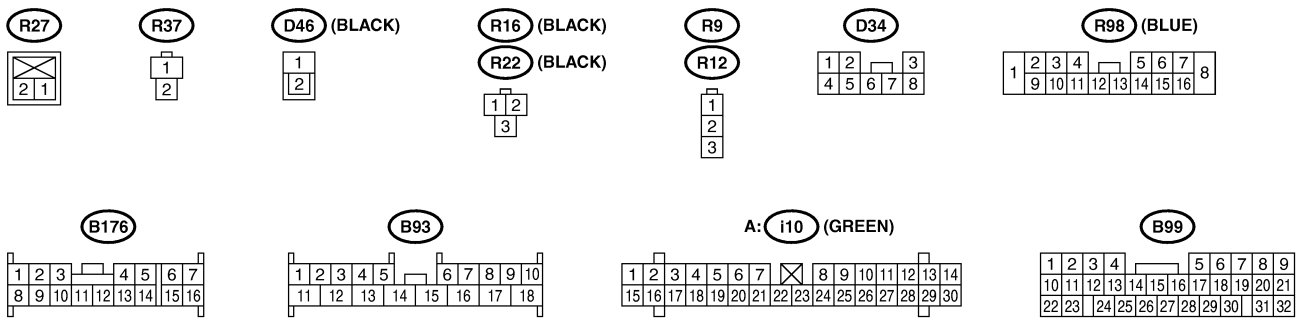 R27 R37 D46 (BLACK) R16 (BLACK) R9 D34 R98 (BLUE)
R22 (BLACK) R12
2 1
1
2
1
2
1 2
3
1
2
3
1 2 3
4 5 6 7 8
1 2 3 4 5 6 7 8
9 10 11 12 13 14 15 16
B176 B93 A: i10 (GREEN) B99
1 2 3 4 5 6 7
8 9 10 11 12 13 14 15 16
1 2 3 4 5 6 7 8 9 10
11 12 13 14 15 16 17 18
1 2 3 4 5 6 7 8 9 10 11 12 13 14
15 16 17 18 19 20 21 22 23 24 25 26 27 28 29 30
1 2 3 4 5 6 7 8 9
10 11 12 13 14 15 16 17 18 19 20 21
22 23 24 25 26 27 28 29 30 31 32